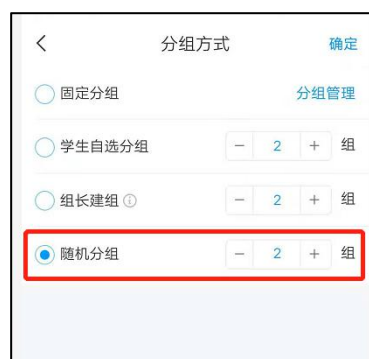 分组方式 确定
固定分组 分组管理
学生自选分组 − 2 + 组
组长建组 − 2 + 组
随机分组 − 2 + 组